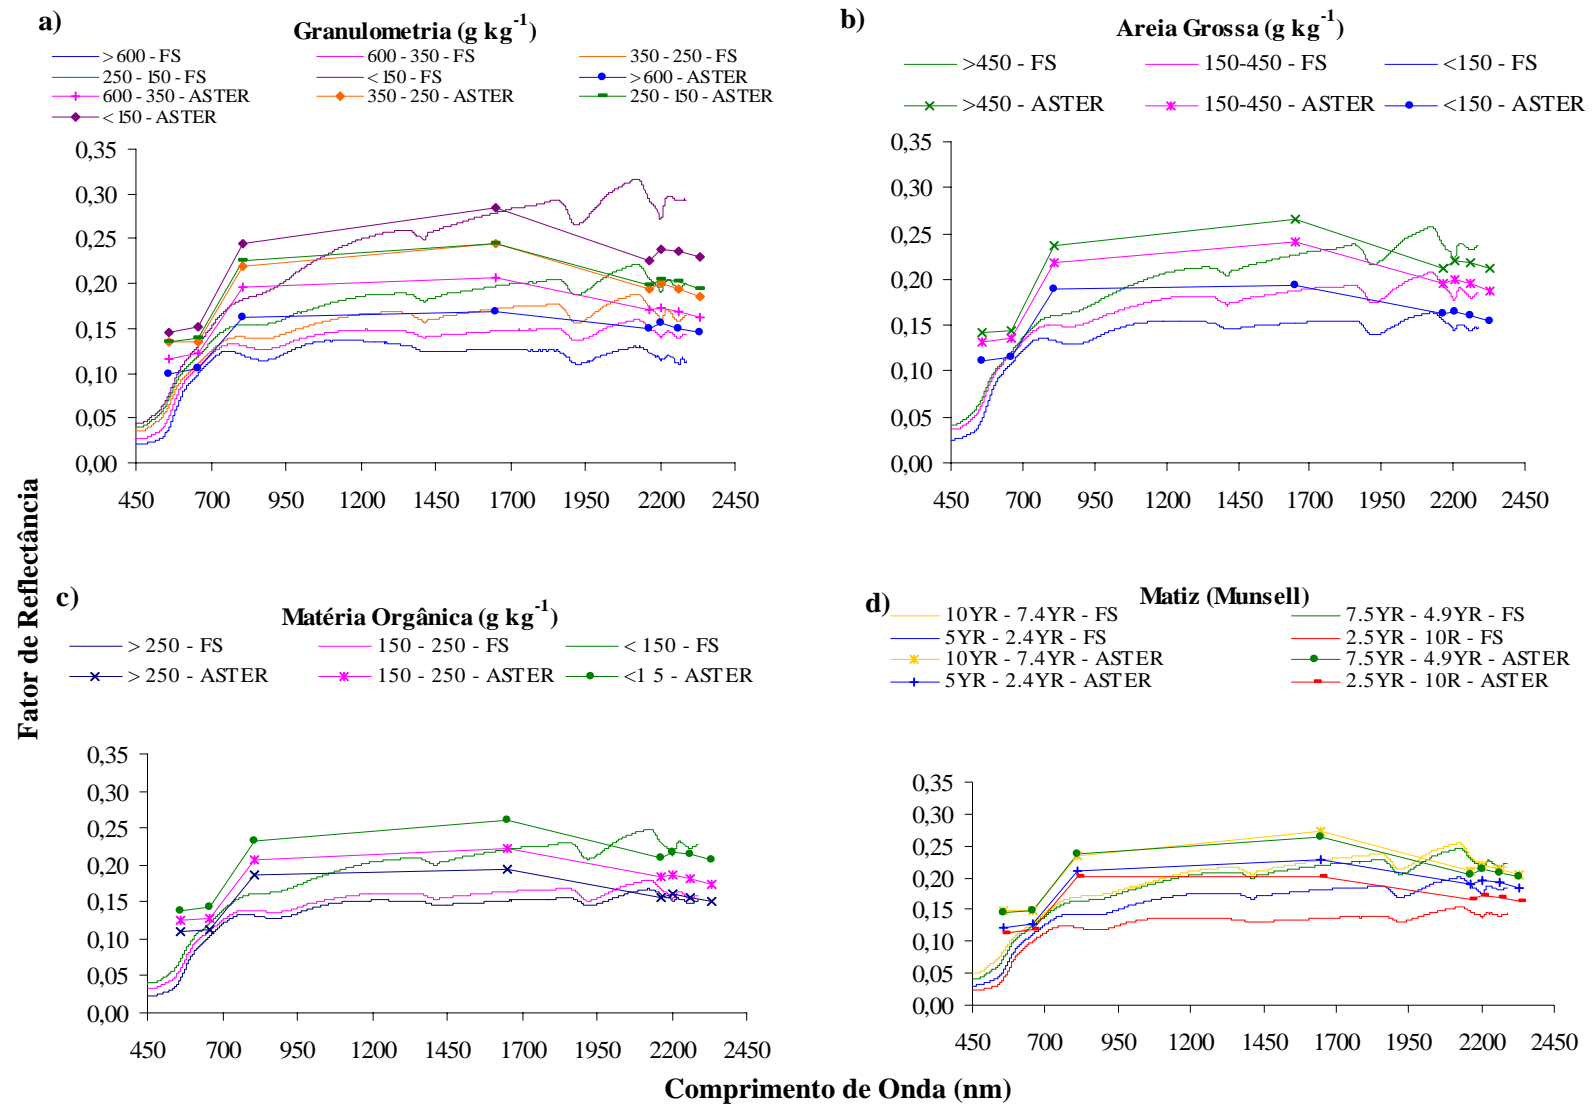 a)
Granulometria (g kg-1)
>600 - FS 600 - 350 - FS 350 - 250 - FS
250 - 150 - FS <150 - FS >600 - ASTER
600 - 350 - ASTER 350 - 250 - ASTER 250 - 150 - ASTER
<150 - ASTER
0,35
0,30
0,25
0,20
0,15
0,10
0,05
0,00
450 700 950 1200 1450 1700 1950 2200 2450
b)
Areia Grossa (g kg-1)
>450 - FS 150-450 - FS <150 - FS
>450 - ASTER 150-450 - ASTER <150 - ASTER
0,35
0,30
0,25
0,20
0,15
0,10
0,05
0,00
450 700 950 1200 1450 1700 1950 2200 2450
Fator de Reflectância
c)
Matéria Orgânica (g kg-1)
> 250 - FS 150 - 250 - FS < 150 - FS
> 250 - ASTER 150 - 250 - ASTER <1 5 - ASTER
0,35
0,30
0,25
0,20
0,15
0,10
0,05
0,00
450 700 950 1200 1450 1700 1950 2200 2450
d)
Matiz (Munsell)
10YR - 7.4YR - FS 7.5YR - 4.9YR - FS
5YR - 2.4YR - FS 2.5YR - 10R - FS
10YR - 7.4YR - ASTER 7.5YR - 4.9YR - ASTER
5YR - 2.4YR - ASTER 2.5YR - 10R - ASTER
0,35
0,30
0,25
0,20
0,15
0,10
0,05
0,00
450 700 950 1200 1450 1700 1950 2200 2450
Comprimento de Onda (nm)